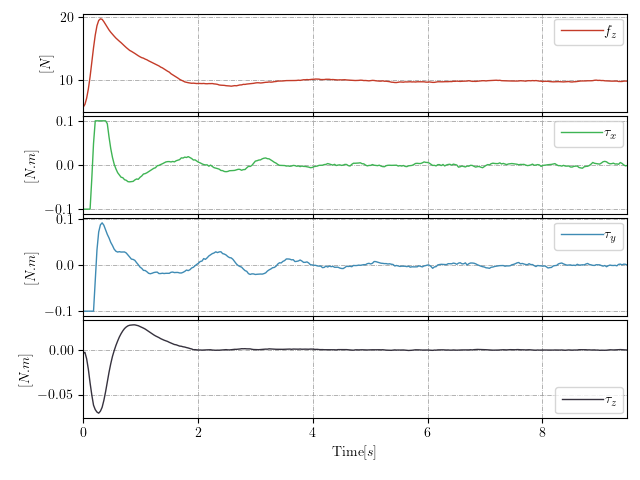 20
10
[N]
f_z
0.1
0.0
−0.1
[N.m]
τ_x
0.1
0.0
−0.1
[N.m]
τ_y
0.00
−0.05
[N.m]
τ_z
0 2 4 6 8
Time[s]